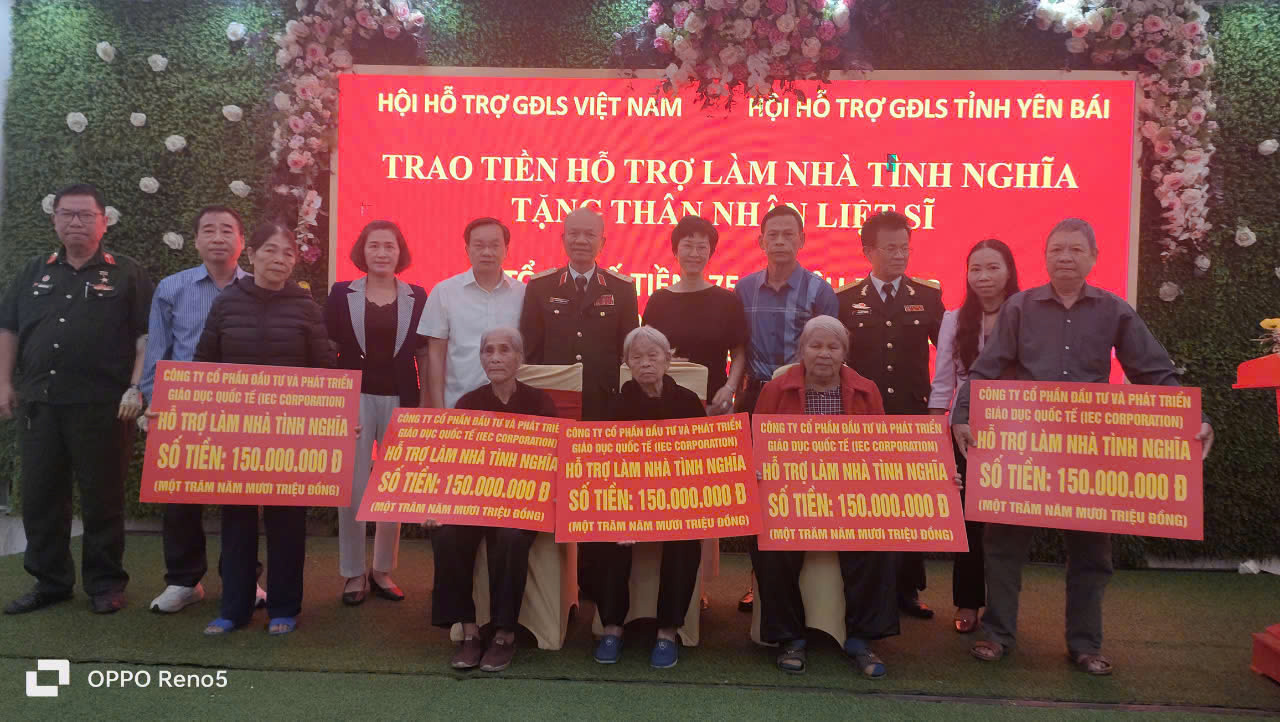 HỘI HỖ TRỢ GĐLS VIỆT NAM
HỘI HỖ TRỢ GĐLS TỈNH YÊN BÁI
TRAO TIỀN HỖ TRỢ LÀM NHÀ TÌNH NGHĨA
TẶNG THÂN NHÂN LIỆT SĨ
TIỀN
CÔNG TY CỔ PHẦN ĐẦU TƯ VÀ PHÁT TRIỂN
GIÁO DỤC QUỐC TẾ (IEC CORPORATION)
HỖ TRỢ LÀM NHÀ TÌNH NGHĨA
SỐ TIỀN: 150.000.000 Đ
(MỘT TRĂM NĂM MƯƠI TRIỆU ĐỒNG)
CÔNG TY CỔ PHẦN ĐẦU TƯ VÀ PHÁT TRIỂN
GIÁO DỤC QUỐC TẾ (IEC CORPORATION)
HỖ TRỢ LÀM NHÀ TÌNH NGHĨA
SỐ TIỀN: 150.000.000 Đ
(MỘT TRĂM NĂM MƯƠI TRIỆU ĐỒNG)
CÔNG TY CỔ PHẦN ĐẦU TƯ VÀ PHÁT TRIỂN
GIÁO DỤC QUỐC TẾ (IEC CORPORATION)
HỖ TRỢ LÀM NHÀ TÌNH NGHĨA
SỐ TIỀN: 150.000.000 Đ
(MỘT TRĂM NĂM MƯƠI TRIỆU ĐỒNG)
CÔNG TY CỔ PHẦN ĐẦU TƯ VÀ PHÁT TRIỂN
GIÁO DỤC QUỐC TẾ (IEC CORPORATION)
HỖ TRỢ LÀM NHÀ TÌNH NGHĨA
SỐ TIỀN: 150.000.000 Đ
(MỘT TRĂM NĂM MƯƠI TRIỆU ĐỒNG)
CÔNG TY CỔ PHẦN ĐẦU TƯ VÀ PHÁT TRIỂN
GIÁO DỤC QUỐC TẾ (IEC CORPORATION)
HỖ TRỢ LÀM NHÀ TÌNH NGHĨA
SỐ TIỀN: 150.000.000 Đ
(MỘT TRĂM NĂM MƯƠI TRIỆU ĐỒNG)
OPPO Reno5